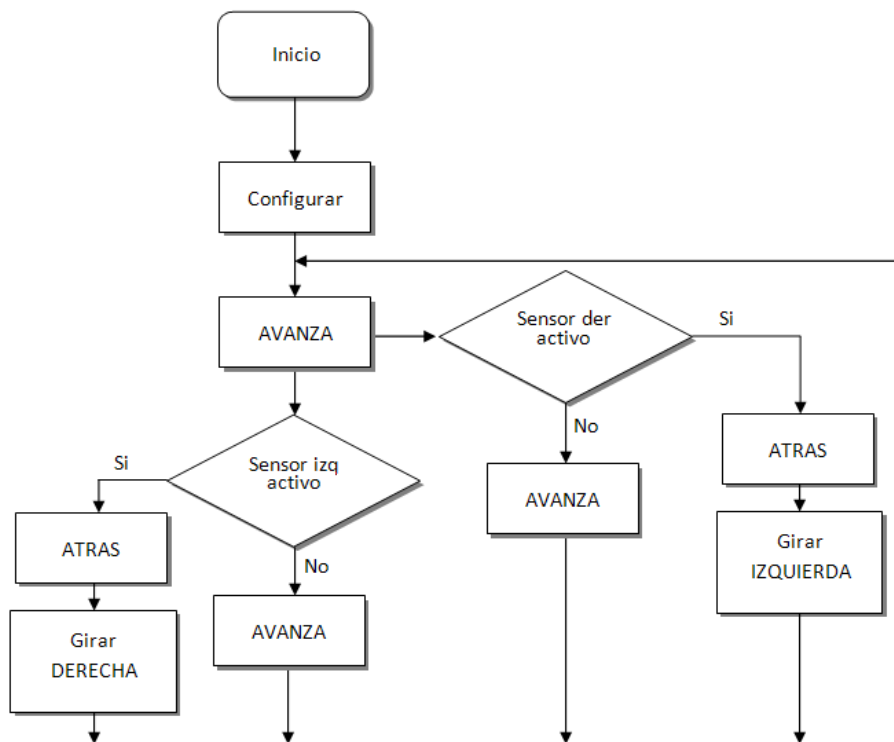 Inicio
Configurar
AVANZA
Sensor der
activo
Si
No
ATRAS
Sensor izq
activo
Si
AVANZA
Girar
IZQUIERDA
ATRAS
No
AVANZA
Girar
DERECHA